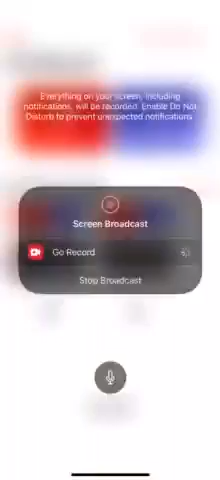 Everything on your screen, including
notifications, will be recorded. Enable Do Not
Disturb to prevent unexpected notifications.
Screen Broadcast
Go Record
Stop Broadcast